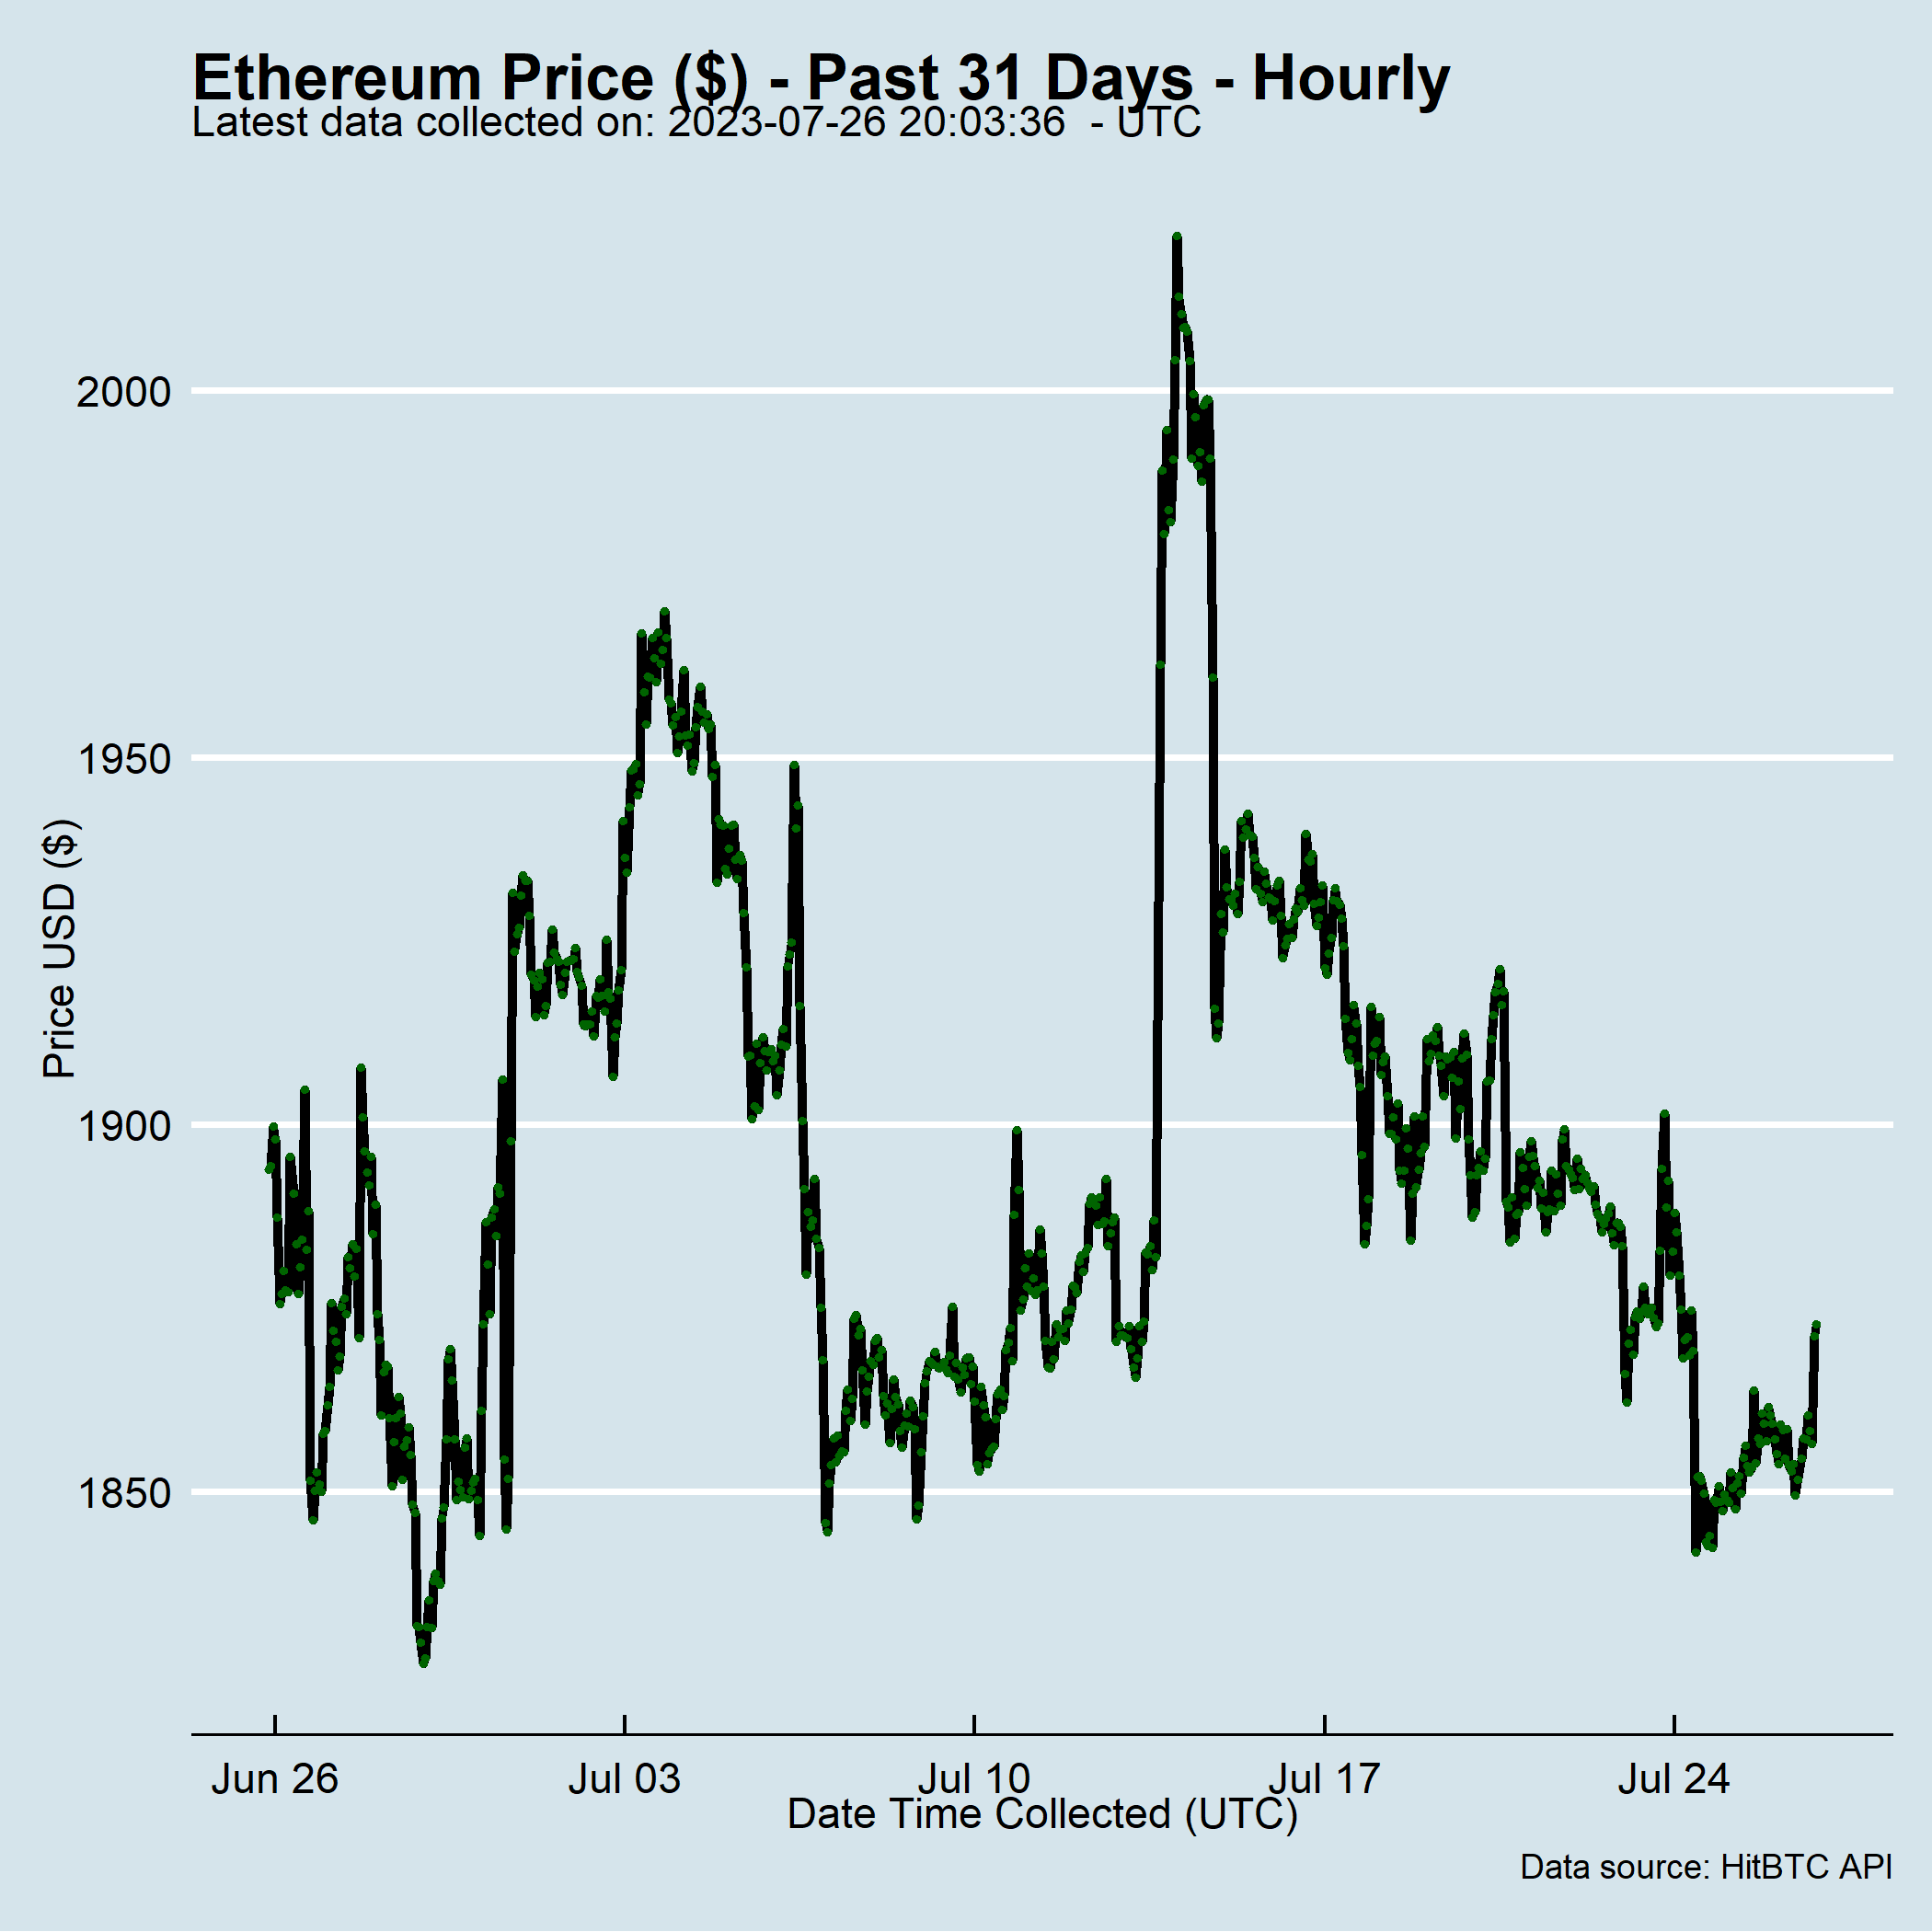 Ethereum Price ($) - Past 31 Days - Hourly
Latest data collected on: 2023-07-26 20:03:36  - UTC
2000
1950
1900
1850
Price USD ($)
Jun 26 Jul 03 Jul 10 Jul 17 Jul 24
Date Time Collected (UTC)
Data source: HitBTC API